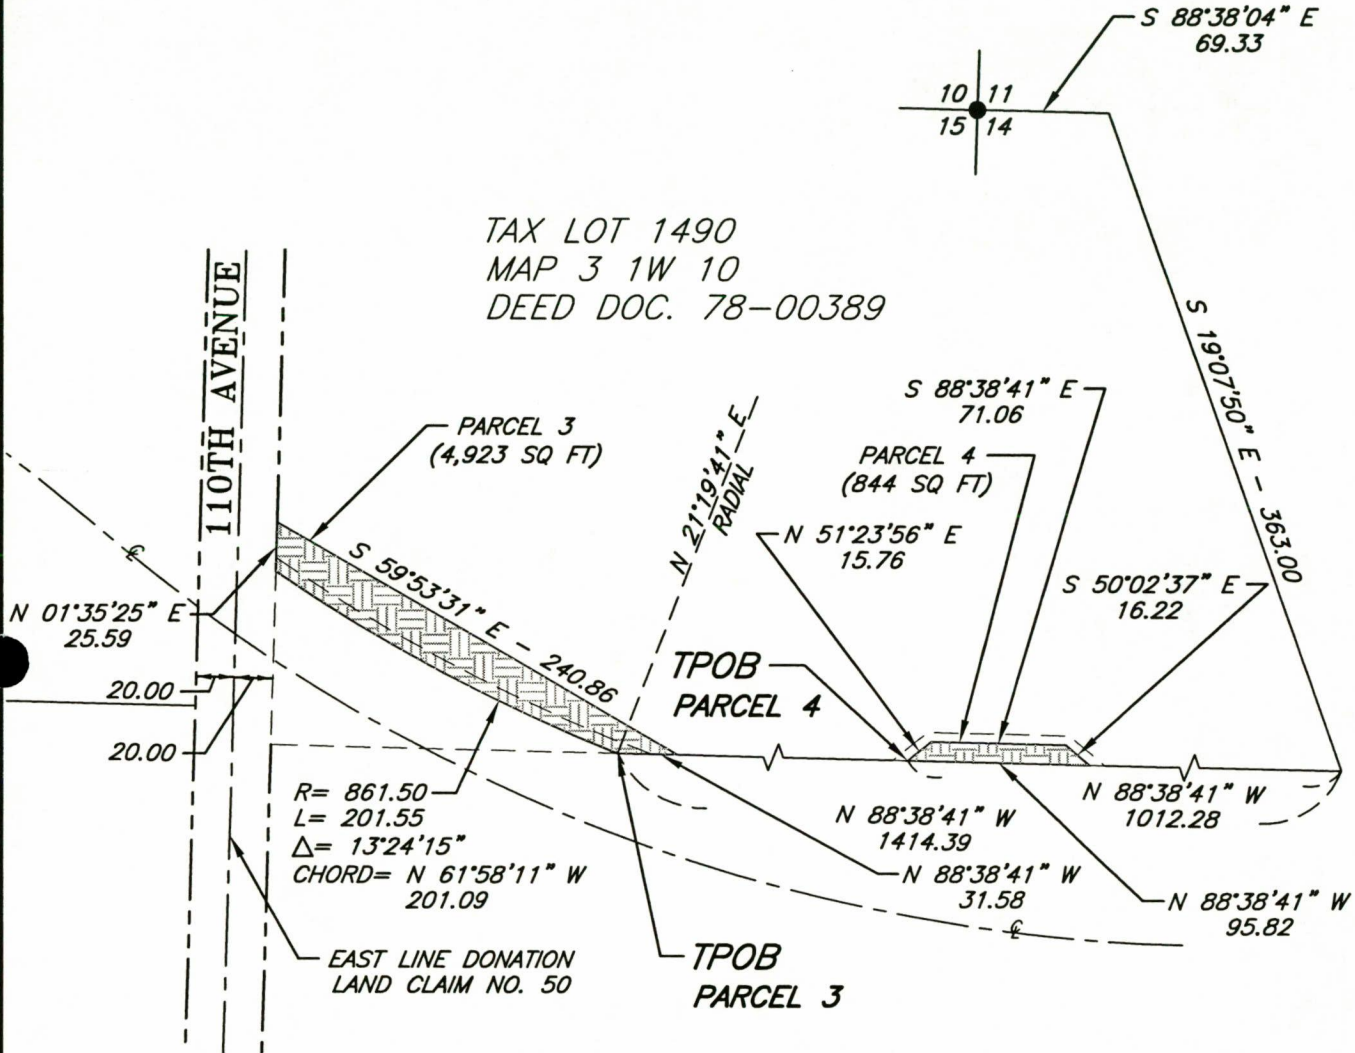 S 88°38'04" E
69.33
10 11
15 14
TAX LOT 1490
MAP 3 1W 10
DEED DOC. 78-00389
110TH AVENUE
S 19°07'50" E - 363.00
PARCEL 3
(4,923 SQ FT)
S 88°38'41" E
71.06
PARCEL 4
(844 SQ FT)
N 21°19'41" E
RADIAL
N 51°23'56" E
15.76
S 59°53'31" E - 240.86
S 50°02'37" E
16.22
℄
N 01°35'25" E
25.59
TPOB
PARCEL 4
20.00
20.00
R= 861.50
L= 201.55
Δ= 13°24'15"
CHORD= N 61°58'11" W
201.09
N 88°38'41" W
1414.39
N 88°38'41" W
1012.28
N 88°38'41" W
31.58
N 88°38'41" W
95.82
℄
EAST LINE DONATION
LAND CLAIM NO. 50
TPOB
PARCEL 3